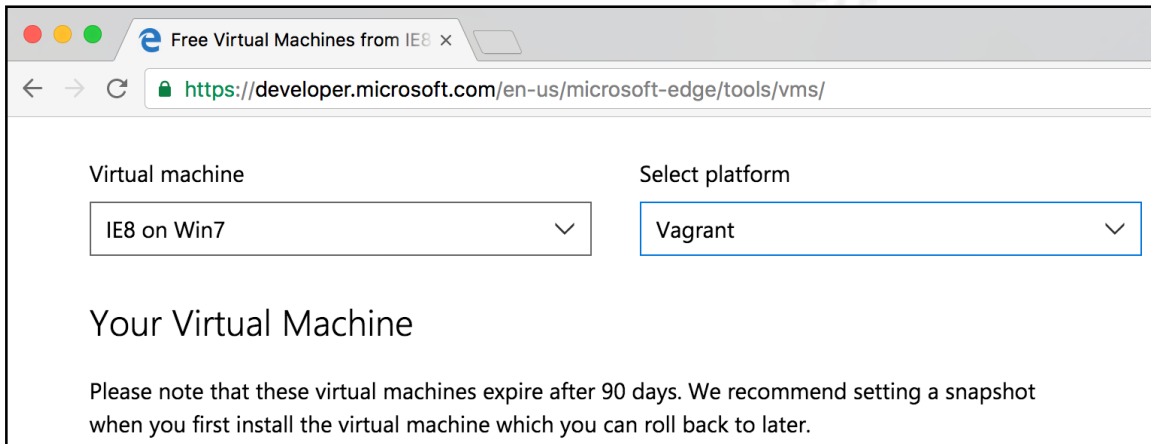 Free Virtual Machines from IE8
https://developer.microsoft.com/en-us/microsoft-edge/tools/vms/
Virtual machine
Select platform
IE8 on Win7
Vagrant
Your Virtual Machine
Please note that these virtual machines expire after 90 days. We recommend setting a snapshot
when you first install the virtual machine which you can roll back to later.